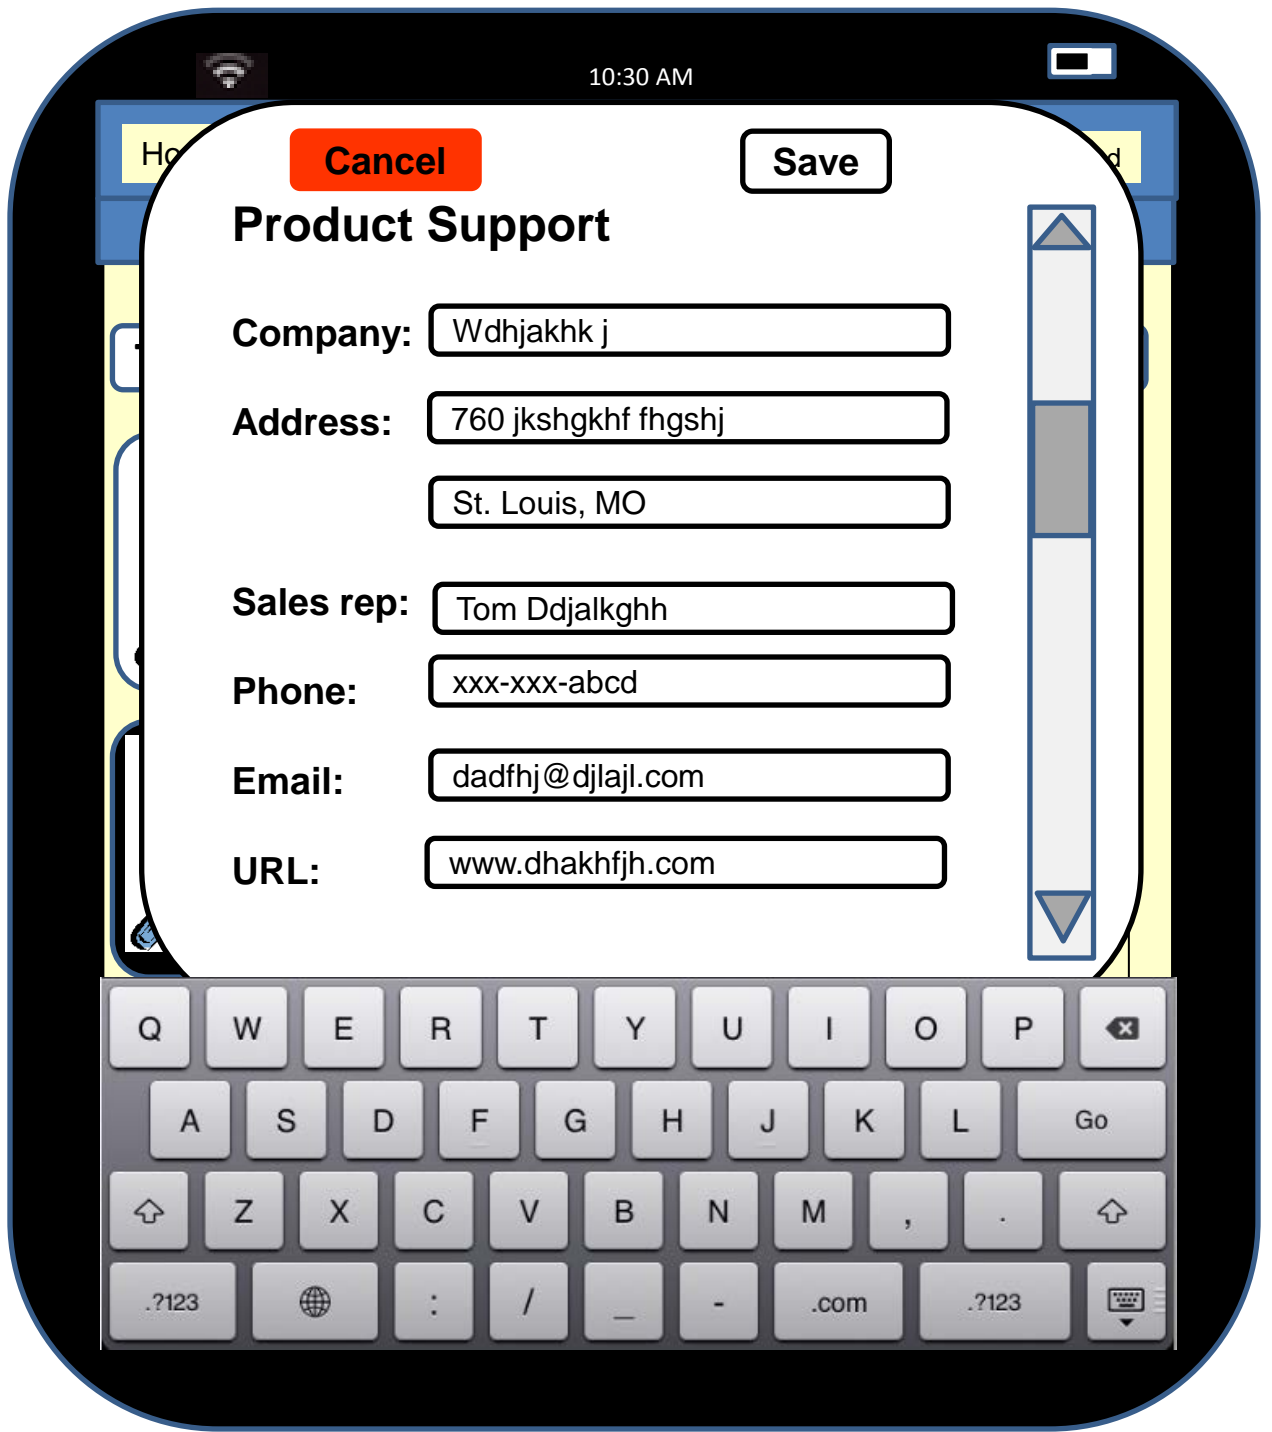 10:30 AM
Cancel Save
Product Support
Company: Wdhjakhk j
Address: 760 jkshgkhf fhgshj
St. Louis, MO
Sales rep: Tom Ddjalkghh
Phone: xxx-xxx-abcd
Email: dadfhj@djlajl.com
URL: www.dhakhfjh.com
Q W E R T Y U I O P
A S D F G H J K L Go
Z X C V B N M , .
.?123 : / _ - .com .?123